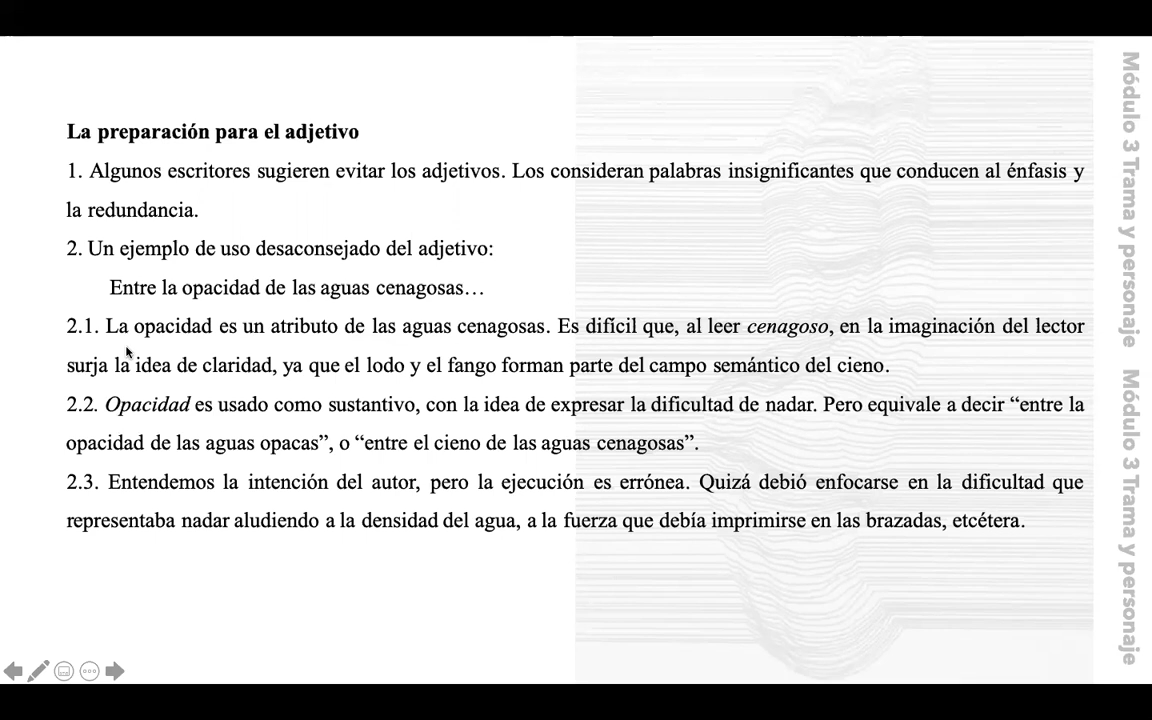 La preparación para el adjetivo
1. Algunos escritores sugieren evitar los adjetivos. Los consideran palabras insignificantes que conducen al énfasis y
la redundancia.
2. Un ejemplo de uso desaconsejado del adjetivo:
Entre la opacidad de las aguas cenagosas…
2.1. La opacidad es un atributo de las aguas cenagosas. Es difícil que, al leer cenagoso, en la imaginación del lector
surja la idea de claridad, ya que el lodo y el fango forman parte del campo semántico del cieno.
2.2. Opacidad es usado como sustantivo, con la idea de expresar la dificultad de nadar. Pero equivale a decir “entre la
opacidad de las aguas opacas”, o “entre el cieno de las aguas cenagosas”.
2.3. Entendemos la intención del autor, pero la ejecución es errónea. Quizá debió enfocarse en la dificultad que
representaba nadar aludiendo a la densidad del agua, a la fuerza que debía imprimirse en las brazadas, etcétera.
Módulo 3 Trama y personaje
Módulo 3 Trama y personaje